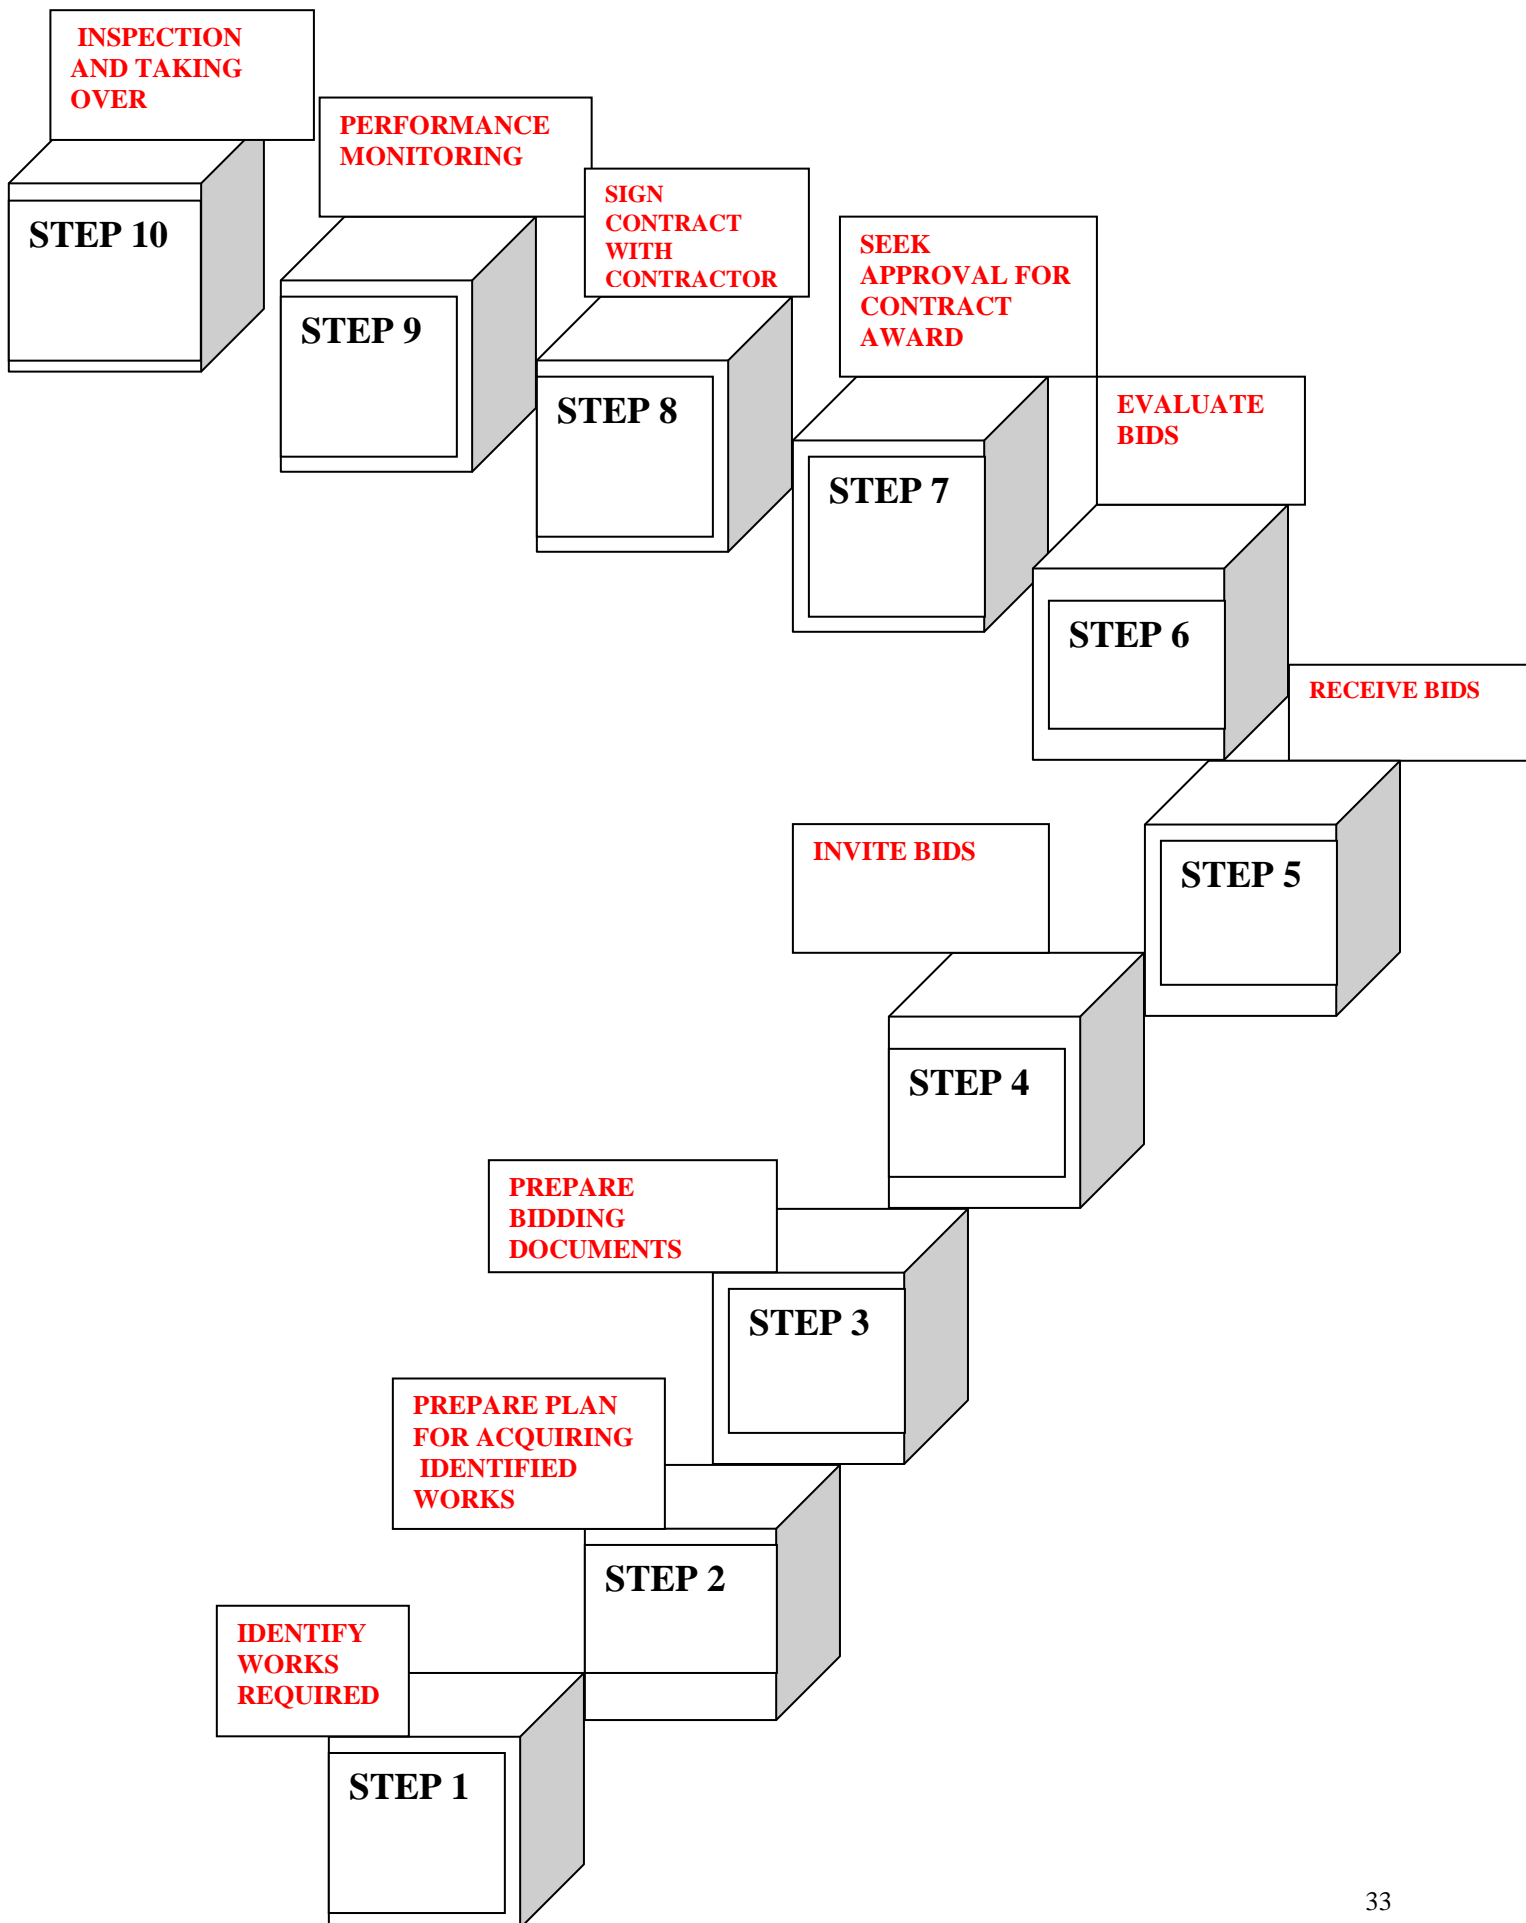 INSPECTION
AND TAKING
OVER
PERFORMANCE
MONITORING
SIGN
CONTRACT
WITH
CONTRACTOR
STEP 10
SEEK
APPROVAL FOR
CONTRACT
AWARD
STEP 9
STEP 8
EVALUATE
BIDS
STEP 7
STEP 6
RECEIVE BIDS
INVITE BIDS
STEP 5
STEP 4
PREPARE
BIDDING
DOCUMENTS
STEP 3
PREPARE PLAN
FOR ACQUIRING
IDENTIFIED
WORKS
STEP 2
IDENTIFY
WORKS
REQUIRED
STEP 1
33